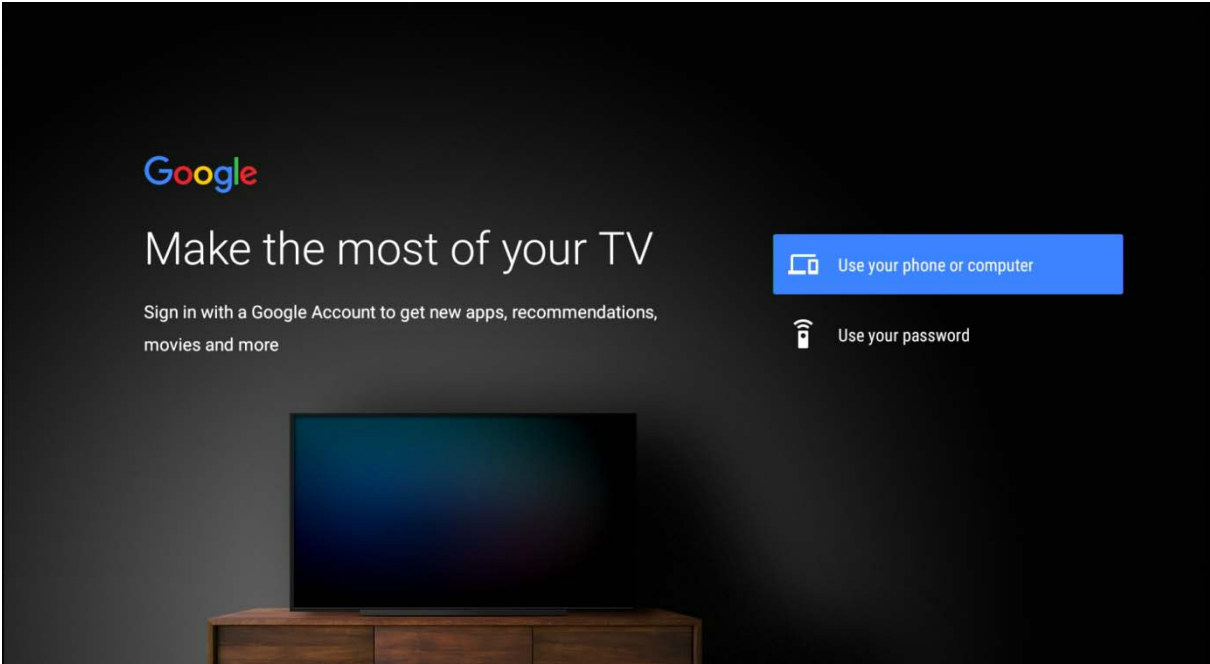 Google
Make the most of your TV
Sign in with a Google Account to get new apps, recommendations,
movies and more
Use your phone or computer
Use your password